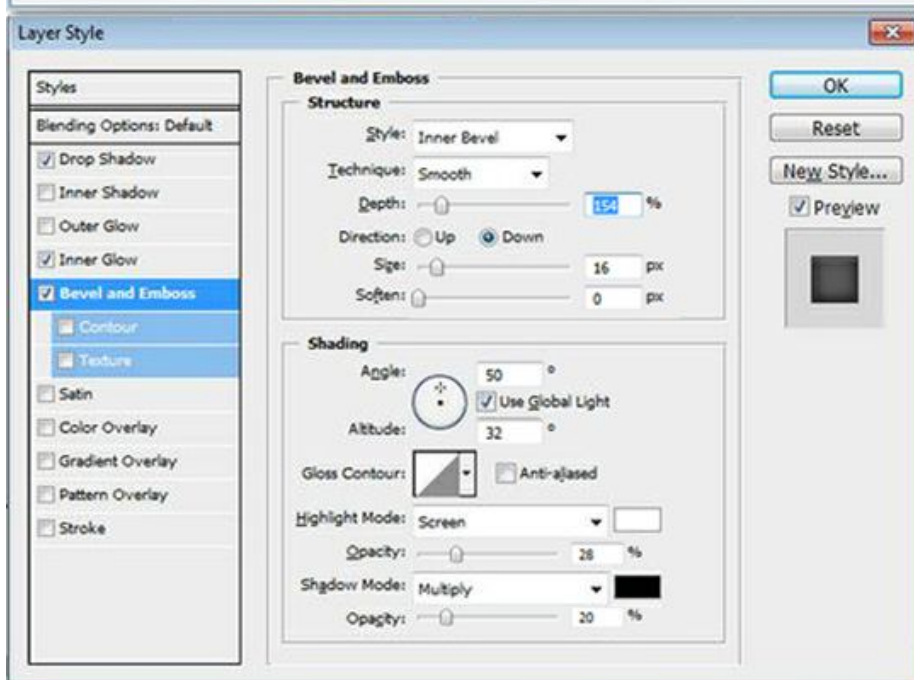 Layer Style
Styles
Blending Options: Default
Drop Shadow
Inner Shadow
Outer Glow
Inner Glow
Bevel and Emboss
Contour
Texture
Satin
Color Overlay
Gradient Overlay
Pattern Overlay
Stroke
Bevel and Emboss
Structure
Style: Inner Bevel
Technique: Smooth
Depth: 154 %
Direction: Up Down
Size: 16 px
Soften: 0 px
Shading
Angle: 50 °
Use Global Light
Altitude: 32 °
Gloss Contour: Anti-aliased
Highlight Mode: Screen
Opacity: 28 %
Shadow Mode: Multiply
Opacity: 20 %
OK
Reset
New Style...
Preview